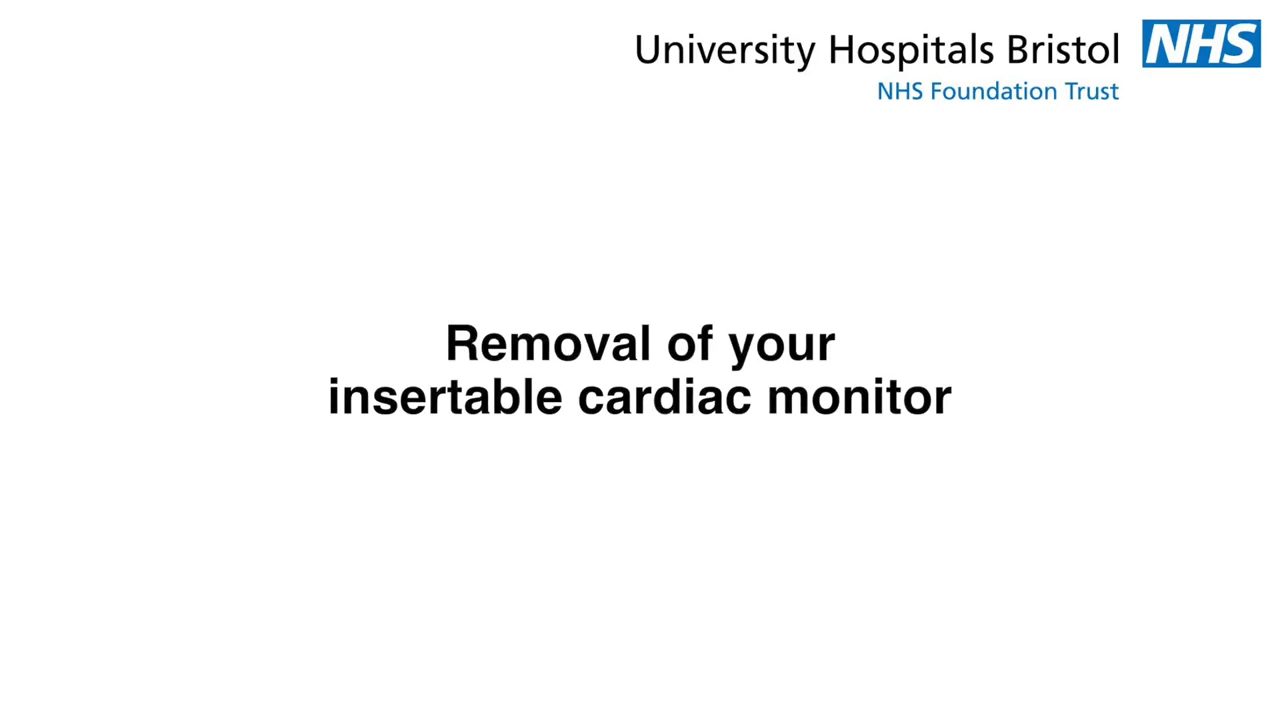 University Hospitals Bristol NHS
NHS Foundation Trust
Removal of your
insertable cardiac monitor